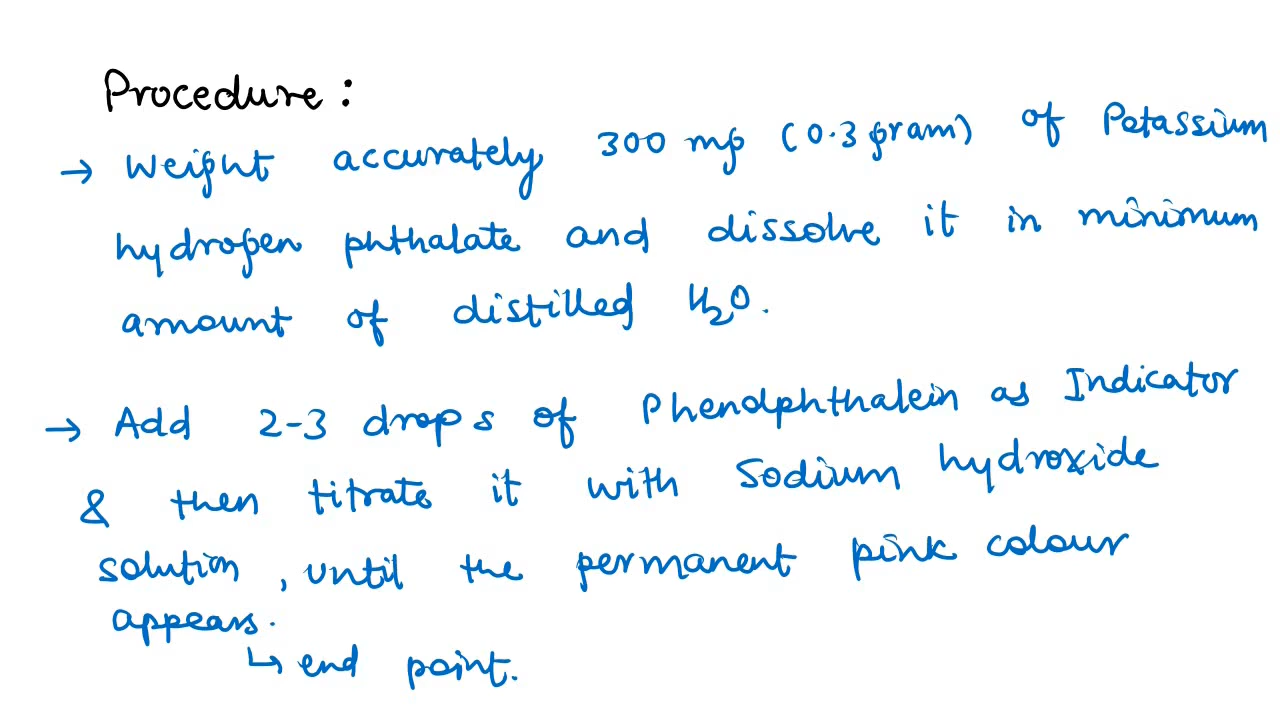 Procedure :
→ Weight accurately 300 mg (0.3 gram) of Potassium
hydrogen phthalate and dissolve it in minimum
amount of distilled H₂O.
→ Add 2-3 drops of Phenolphthalein as Indicator
& then titrate it with Sodium hydroxide
solution, until the permanent pink colour
appears.
↳ end point.